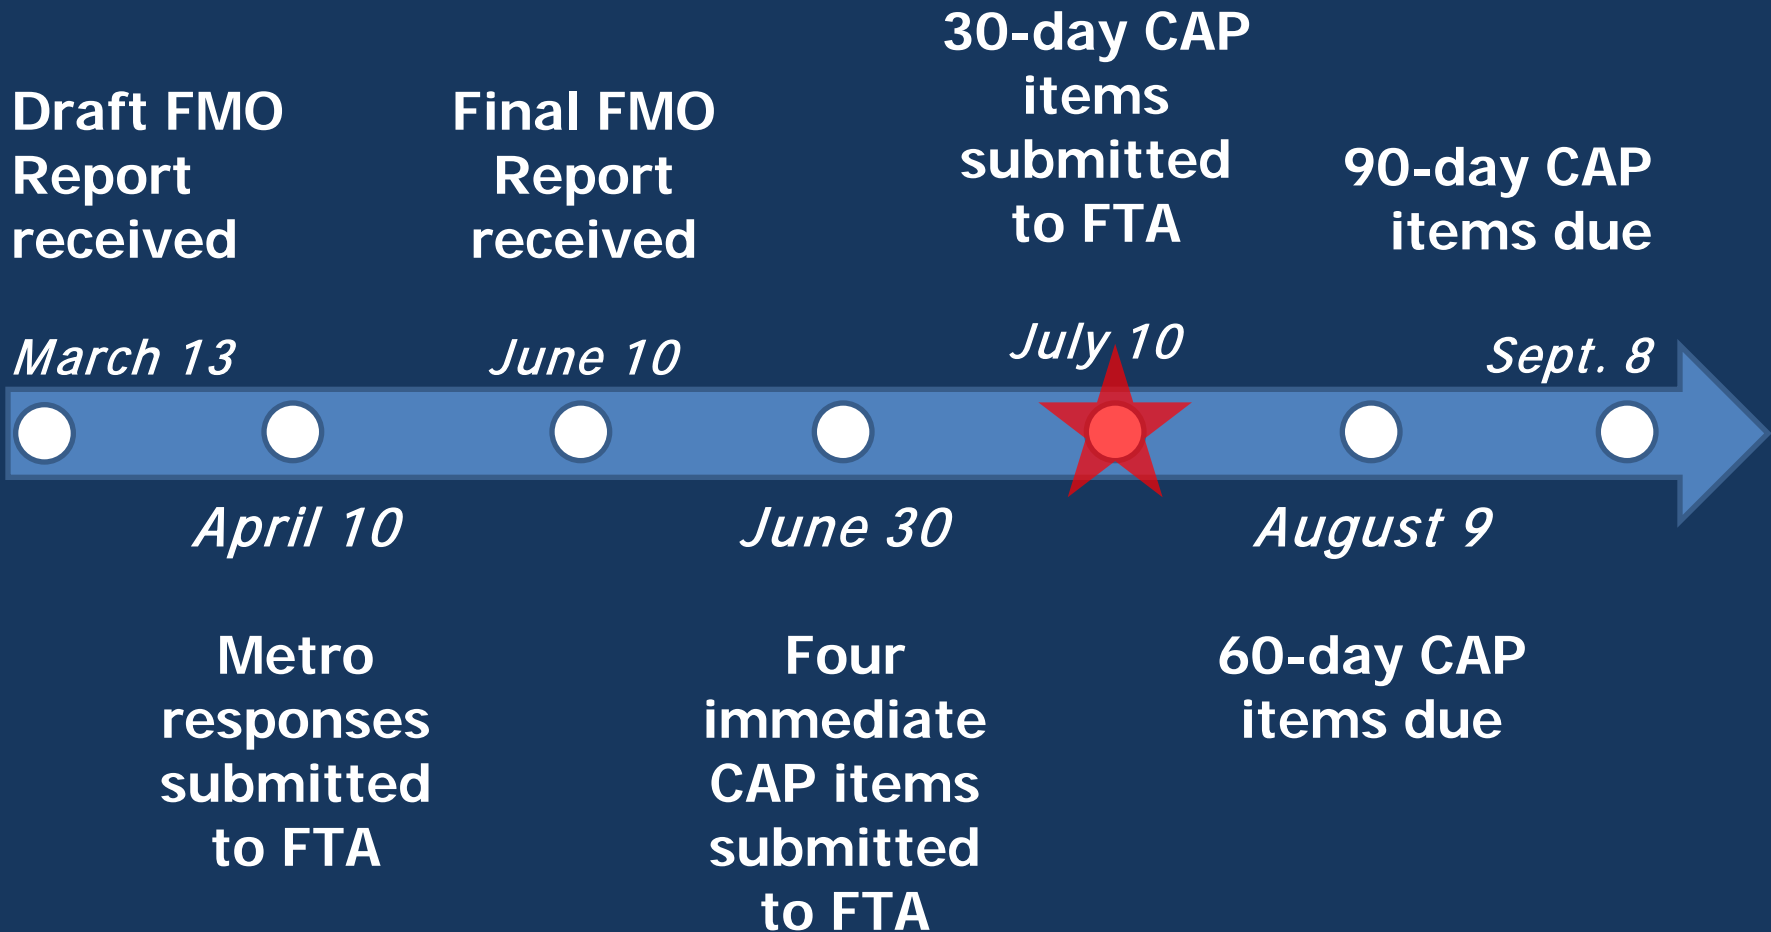 Draft FMO
Report
received
March 13
April 10
Metro
responses
submitted
to FTA
Final FMO
Report
received
June 10
June 30
Four
immediate
CAP items
submitted
to FTA
30-day CAP
items
submitted
to FTA
July 10
August 9
60-day CAP
items due
90-day CAP
items due
Sept. 8